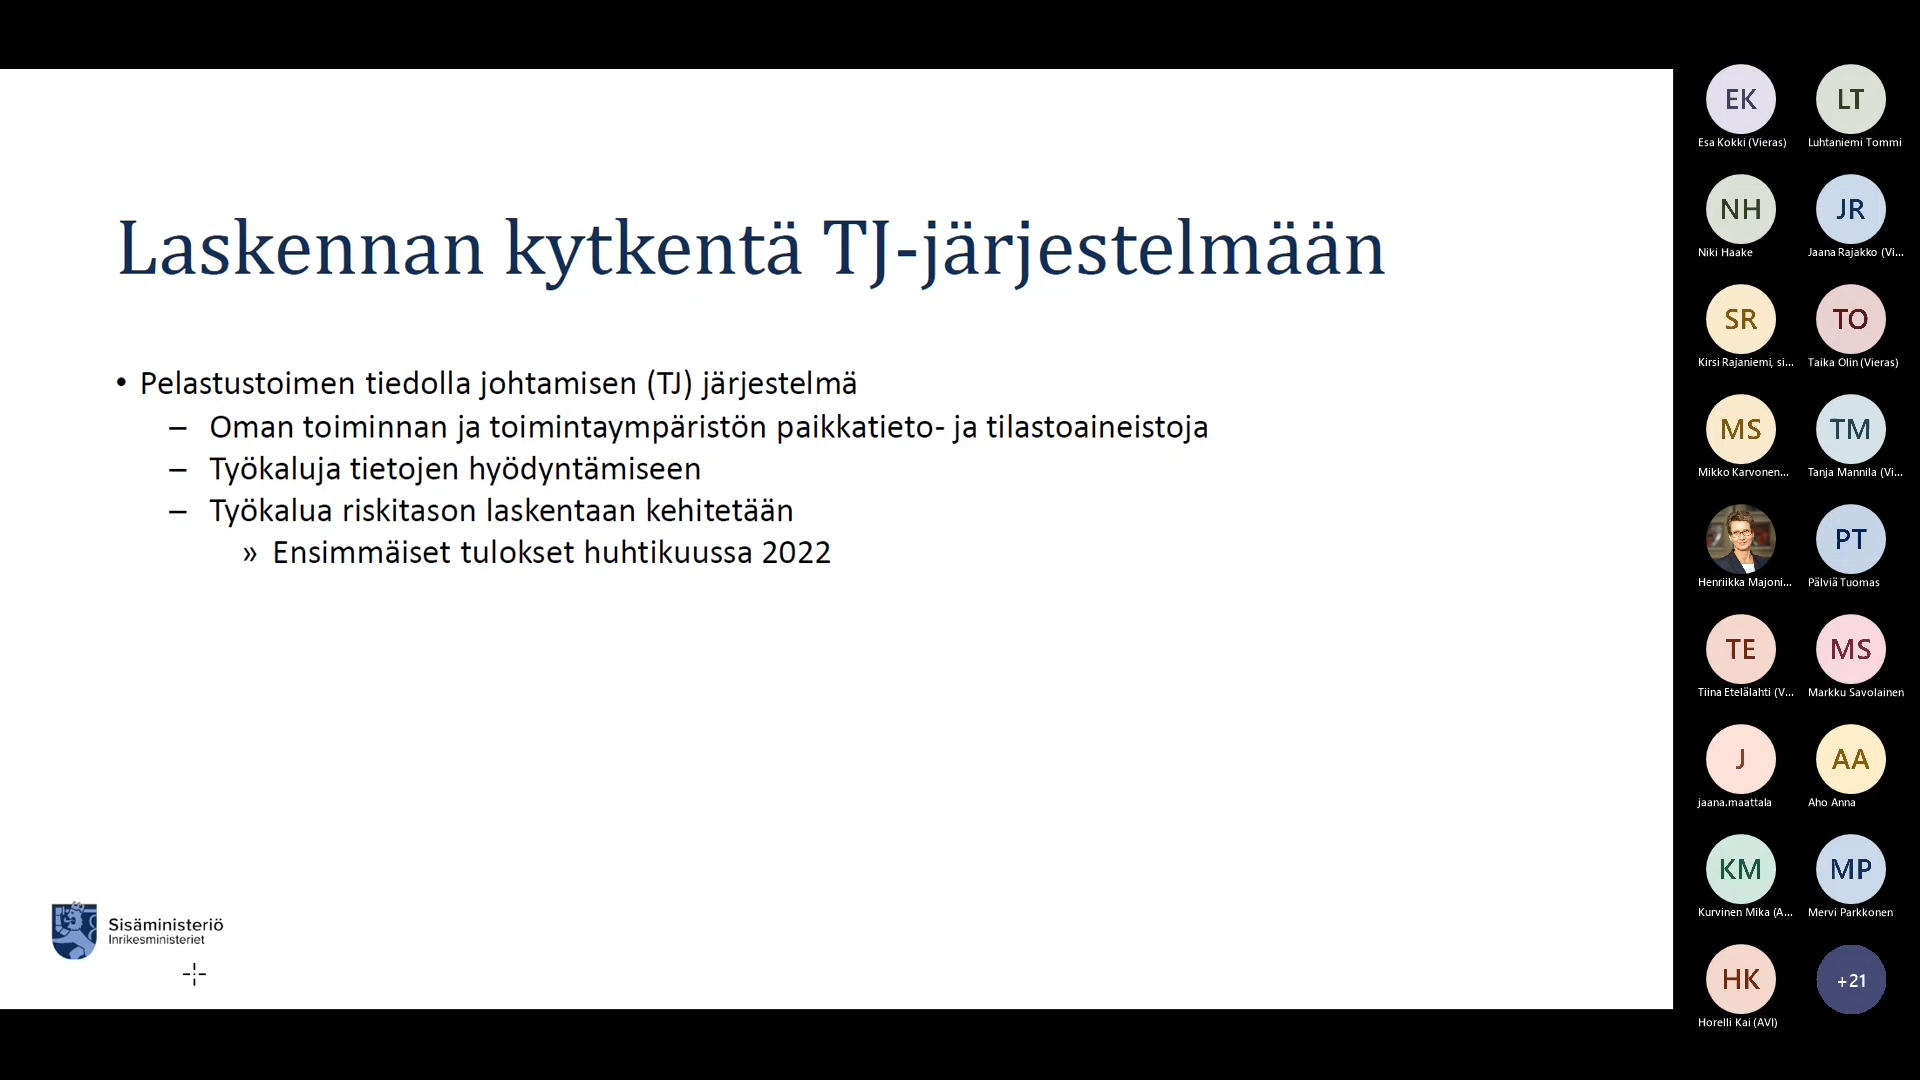 Laskennan kytkentä TJ-järjestelmään
• Pelastustoimen tiedolla johtamisen (TJ) järjestelmä
– Oman toiminnan ja toimintaympäristön paikkatieto- ja tilastoaineistoja
– Työkaluja tietojen hyödyntämiseen
– Työkalua riskitason laskentaan kehitetään
» Ensimmäiset tulokset huhtikuussa 2022
Sisäministeriö
Inrikesministeriet
EK
LT
Esa Kokki (Vieras)
Luhtaniemi Tommi
NH
JR
Niki Haake
Jaana Rajakko (Vi...
SR
TO
Kirsi Rajaniemi, si...
Taika Olin (Vieras)
MS
TM
Mikko Karvonen...
Tanja Mannila (Vi...
PT
Henriikka Majoni...
Pälviä Tuomas
TE
MS
Tiina Etelälahti (V...
Markku Savolainen
J
AA
jaana.maattala
Aho Anna
KM
MP
Kurvinen Mika (A...
Mervi Parkkonen
HK
+21
Horelli Kai (AVI)